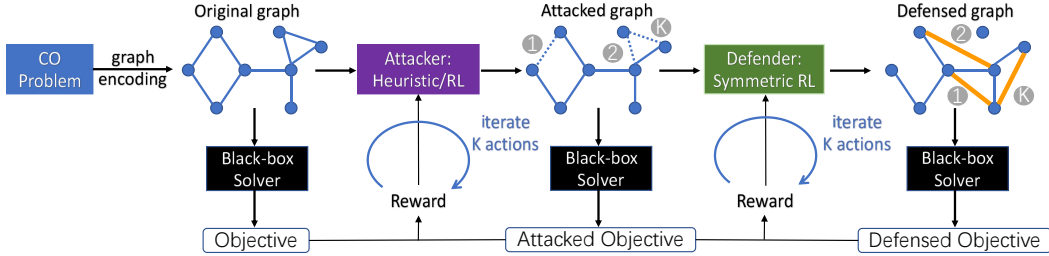 Original graph
Attacked graph
Defensed graph
CO
Problem
graph
encoding
Attacker:
Heuristic/RL
1
2
K
Defender:
Symmetric RL
2
1
K
iterate
K actions
iterate
K actions
Black-box
Solver
Reward
Black-box
Solver
Reward
Black-box
Solver
Objective
Attacked Objective
Defensed Objective